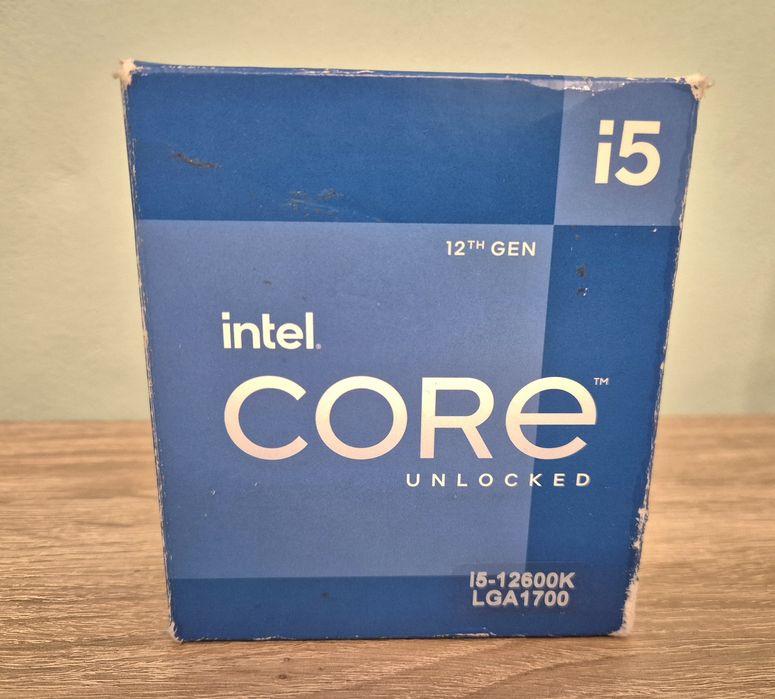 i5
12TH GEN
intel.
CORE™
UNLOCKED
I5-12600K
LGA1700